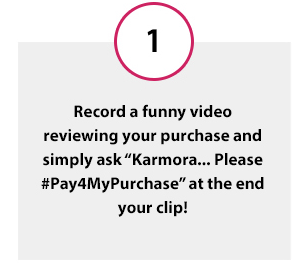 1
Record a funny video
reviewing your purchase and
simply ask “Karmora... Please
#Pay4MyPurchase” at the end
your clip!